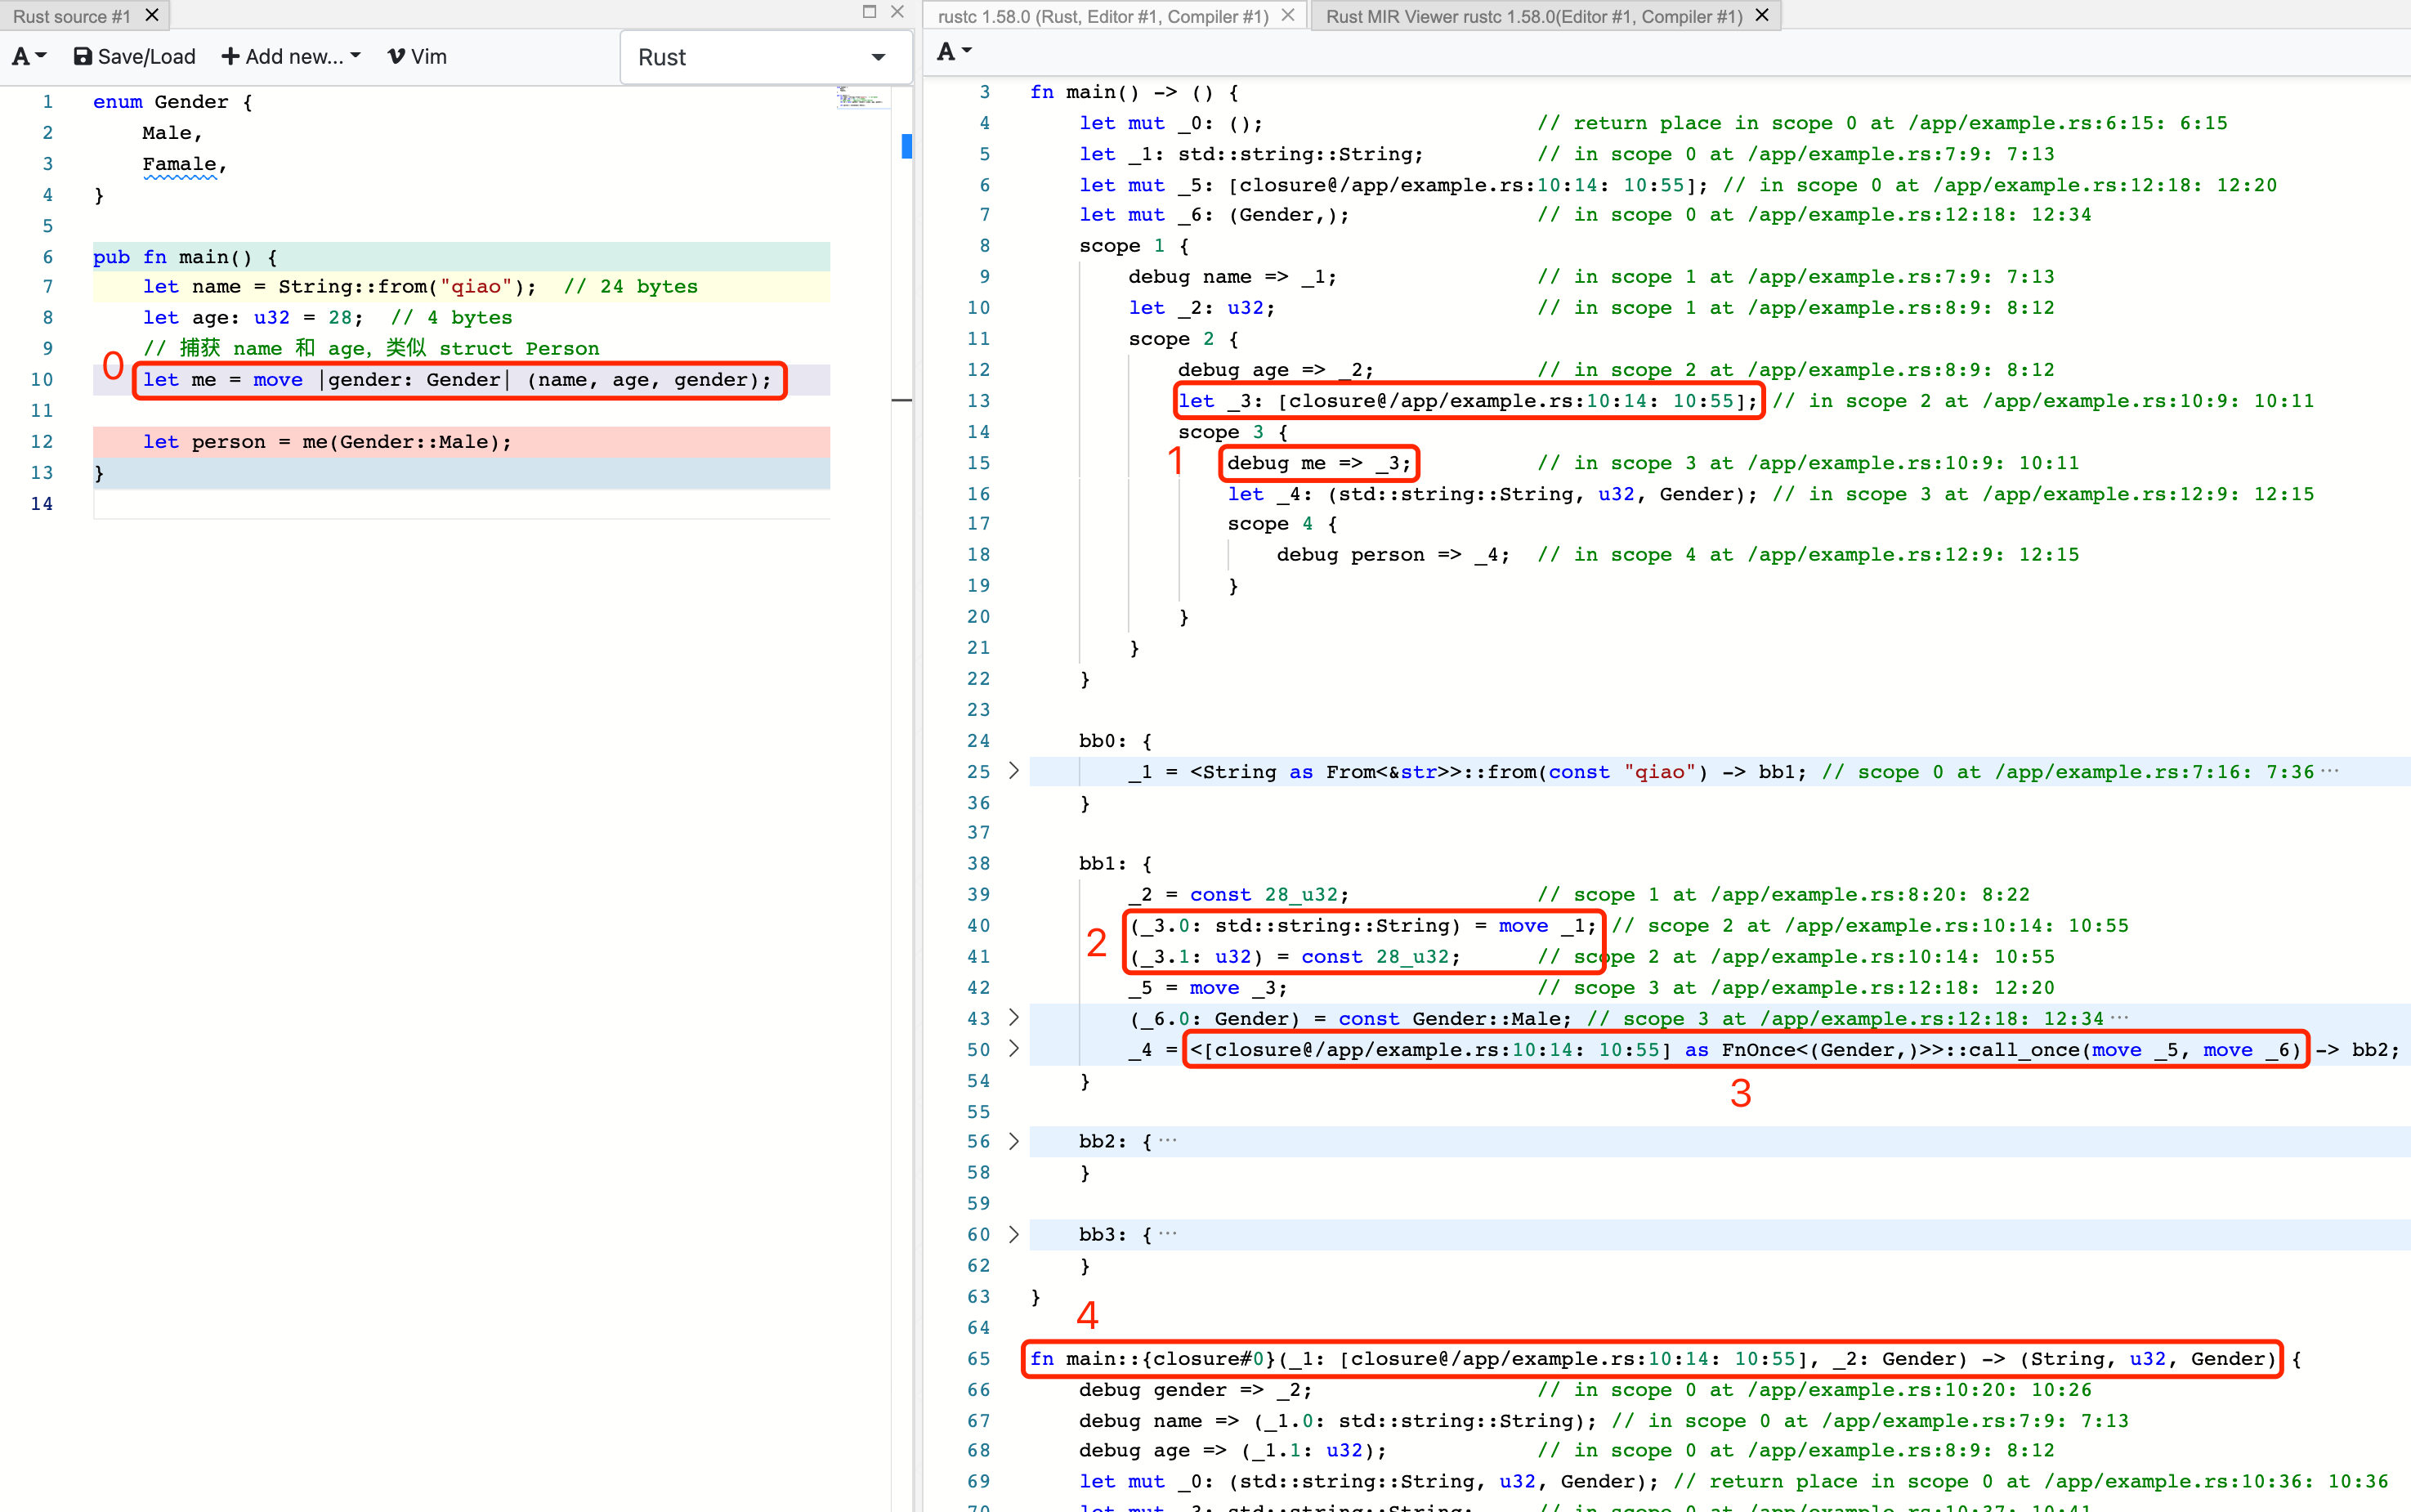 Rust source #1
A
Save/Load
Add new...
Vim
Rust
1 enum Gender {
2 Male,
3 Famale,
4 }
5
6 pub fn main() {
7 let name = String::from("qiao");  // 24 bytes
8 let age: u32 = 28;  // 4 bytes
9 // 捕获 name 和 age, 类似 struct Person
0
10 let me = move |gender: Gender| (name, age, gender);
11
12 let person = me(Gender::Male);
13 }
14
rustc 1.58.0 (Rust, Editor #1, Compiler #1)
Rust MIR Viewer rustc 1.58.0(Editor #1, Compiler #1)
A
3 fn main() -> () {
4 let mut _0: (); // return place in scope 0 at /app/example.rs:6:15: 6:15
5 let _1: std::string::String; // in scope 0 at /app/example.rs:7:9: 7:13
6 let mut _5: [closure@/app/example.rs:10:14: 10:55]; // in scope 0 at /app/example.rs:12:18: 12:20
7 let mut _6: (Gender,); // in scope 0 at /app/example.rs:12:18: 12:34
8 scope 1 {
9 debug name => _1; // in scope 1 at /app/example.rs:7:9: 7:13
10 let _2: u32; // in scope 1 at /app/example.rs:8:9: 8:12
11 scope 2 {
12 debug age => _2; // in scope 2 at /app/example.rs:8:9: 8:12
13 let _3: [closure@/app/example.rs:10:14: 10:55]; // in scope 2 at /app/example.rs:10:9: 10:11
14 scope 3 {
1
15 debug me => _3; // in scope 3 at /app/example.rs:10:9: 10:11
16 let _4: (std::string::String, u32, Gender); // in scope 3 at /app/example.rs:12:9: 12:15
17 scope 4 {
18 debug person => _4; // in scope 4 at /app/example.rs:12:9: 12:15
19 }
20 }
21 }
22 }
23
24 bb0: {
25 _1 = <String as From<&str>>::from(const "qiao") -> bb1; // scope 0 at /app/example.rs:7:16: 7:36 ···
36 }
37
38 bb1: {
39 _2 = const 28_u32; // scope 1 at /app/example.rs:8:20: 8:22
40 (_3.0: std::string::String) = move _1; // scope 2 at /app/example.rs:10:14: 10:55
2
41 (_3.1: u32) = const 28_u32; // scope 2 at /app/example.rs:10:14: 10:55
42 _5 = move _3; // scope 3 at /app/example.rs:12:18: 12:20
43 (_6.0: Gender) = const Gender::Male; // scope 3 at /app/example.rs:12:18: 12:34 ···
50 _4 = <[closure@/app/example.rs:10:14: 10:55] as FnOnce<(Gender,)>>::call_once(move _5, move _6) -> bb2;
3
54 }
55
56 bb2: { ···
58 }
59
60 bb3: { ···
62 }
63 }
4
64
65 fn main::{closure#0}(_1: [closure@/app/example.rs:10:14: 10:55], _2: Gender) -> (String, u32, Gender) {
66 debug gender => _2; // in scope 0 at /app/example.rs:10:20: 10:26
67 debug name => (_1.0: std::string::String); // in scope 0 at /app/example.rs:7:9: 7:13
68 debug age => (_1.1: u32); // in scope 0 at /app/example.rs:8:9: 8:12
69 let mut _0: (std::string::String, u32, Gender); // return place in scope 0 at /app/example.rs:10:36: 10:36